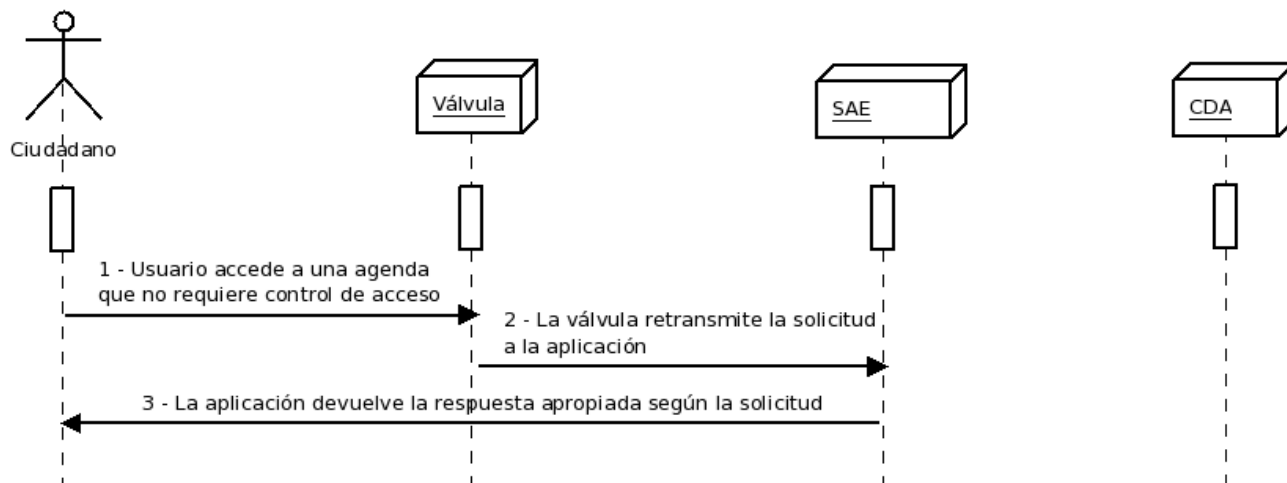 Válvula
SAE
CDA
Ciudadano
1 - Usuario accede a una agenda
que no requiere control de acceso
2 - La válvula retransmite la solicitud
a la aplicación
3 - La aplicación devuelve la respuesta apropiada según la solicitud